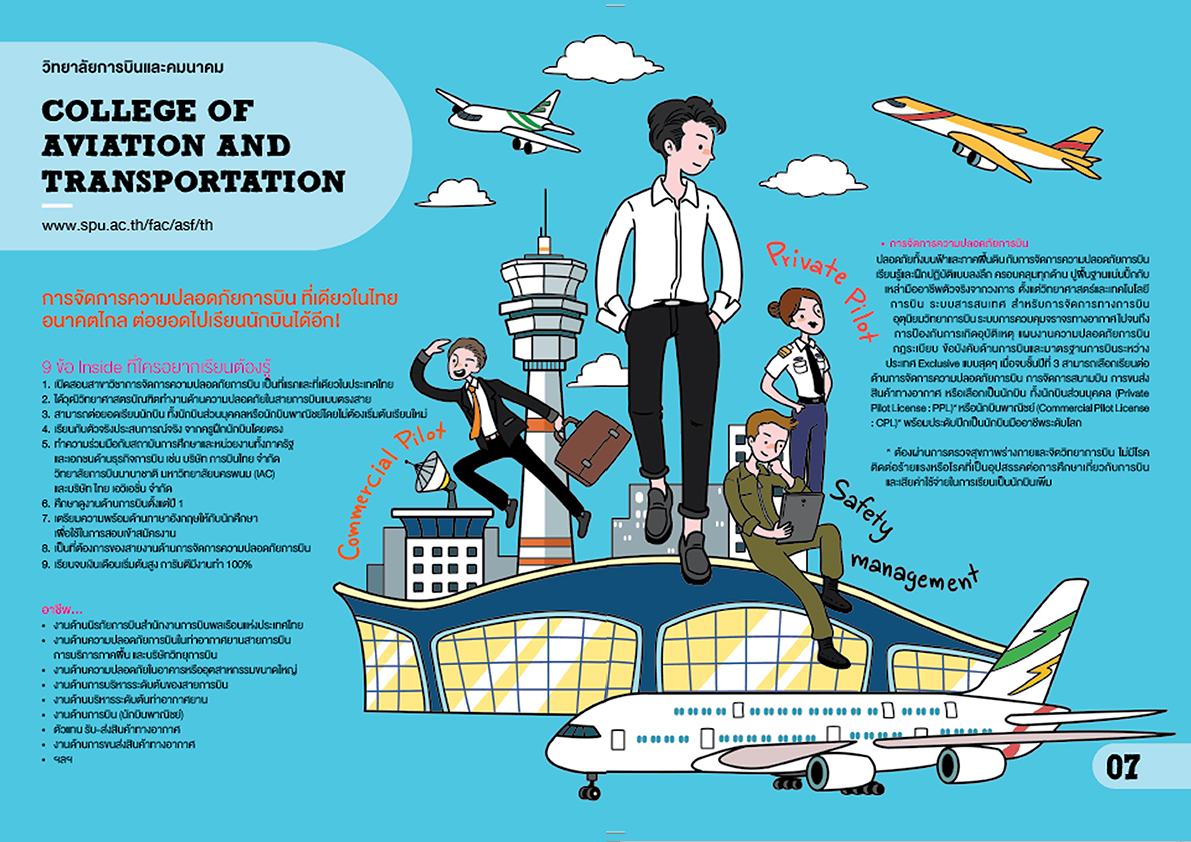 วิทยาลัยการบินและคมนาคม
COLLEGE OF
AVIATION AND
TRANSPORTATION
www.spu.ac.th/fac/asf/th
การจัดการความปลอดภัยการบิน ที่เดียวในไทย
อนาคตไกล ต่อยอดไปเรียนนักบินได้อีก!
9 ข้อ Inside ที่ใครอยากเรียนต้องรู้
1. เปิดสอนสาขาวิชาการจัดการความปลอดภัยการบิน เป็นที่แรกและที่เดียวในประเทศไทย
2. ได้วุฒิวิทยาศาสตรบัณฑิตทำงานด้านความปลอดภัยในสายการบินแบบตรงสาย
3. สามารถต่อยอดเรียนนักบิน ทั้งนักบินส่วนบุคคลหรือนักบินพาณิชย์โดยไม่ต้องเริ่มต้นเรียนใหม่
4. เรียนกับตัวจริงประสบการณ์จริง จากครูฝึกนักบินโดยตรง
5. ทำความร่วมมือกับสถาบันการศึกษาและหน่วยงานทั้งภาครัฐ
และเอกชนด้านธุรกิจการบิน เช่น บริษัท การบินไทย จำกัด
วิทยาลัยการบินนานาชาติ มหาวิทยาลัยนครพนม (IAC)
และบริษัท ไทย เอวิเอชั่น จำกัด
6. ศึกษาดูงานด้านการบินตั้งแต่ปี 1
7. เตรียมความพร้อมด้านภาษาอังกฤษให้กับนักศึกษา
เพื่อใช้ในการสอบเข้าสมัครงาน
8. เป็นที่ต้องการของสายงานด้านการจัดการความปลอดภัยการบิน
9. เรียนจบเงินเดือนเริ่มต้นสูง การันตีมีงานทำ 100%
อาชีพ...
• งานด้านนิรภัยการบินสำนักงานการบินพลเรือนแห่งประเทศไทย
• งานด้านความปลอดภัยการบินในท่าอากาศยานสายการบิน
การบริการภาคพื้น และบริษัทวิทยุการบิน
• งานด้านความปลอดภัยในอาคารหรืออุตสาหกรรมขนาดใหญ่
• งานด้านการบริหารระดับต้นของสายการบิน
• งานด้านบริหารระดับต้นท่าอากาศยาน
• งานด้านการบิน (นักบินพาณิชย์)
• ตัวแทน รับ-ส่งสินค้าทางอากาศ
• งานด้านการขนส่งสินค้าทางอากาศ
• ฯลฯ
Commercial Pilot
Private Pilot
Safety
management
• การจัดการความปลอดภัยการบิน
ปลอดภัยทั้งบนฟ้าและภาคพื้นดิน กับการจัดการความปลอดภัยการบิน
เรียนรู้และฝึกปฏิบัติแบบลงลึก ครอบคลุมทุกด้าน ปูพื้นฐานแน่นปึ้กกับ
เหล่ามืออาชีพตัวจริงจากวงการ ตั้งแต่วิทยาศาสตร์และเทคโนโลยี
การบิน ระบบสารสนเทศ สำหรับการจัดการทางการบิน
อุตุนิยมวิทยาการบิน ระบบการควบคุมจราจรทางอากาศ ไปจนถึง
การป้องกันการเกิดอุบัติเหตุ แผนงานความปลอดภัยการบิน
กฎระเบียบ ข้อบังคับด้านการบินและมาตรฐานการบินระหว่าง
ประเทศ Exclusive แบบสุดๆ เมื่อจบชั้นปีที่ 3 สามารถเลือกเรียนต่อ
ด้านการจัดการความปลอดภัยการบิน การจัดการสนามบิน การขนส่ง
สินค้าทางอากาศ หรือเลือกเป็นนักบิน ทั้งนักบินส่วนบุคคล (Private
Pilot License : PPL)* หรือนักบินพาณิชย์ (Commercial Pilot License
: CPL)* พร้อมประดับปีกเป็นนักบินมืออาชีพระดับโลก
* ต้องผ่านการตรวจสุขภาพร่างกายและจิตวิทยาการบิน ไม่มีโรค
ติดต่อร้ายแรงหรือโรคที่เป็นอุปสรรคต่อการศึกษาเกี่ยวกับการบิน
และเสียค่าใช้จ่ายในการเรียนเป็นนักบินเพิ่ม
07